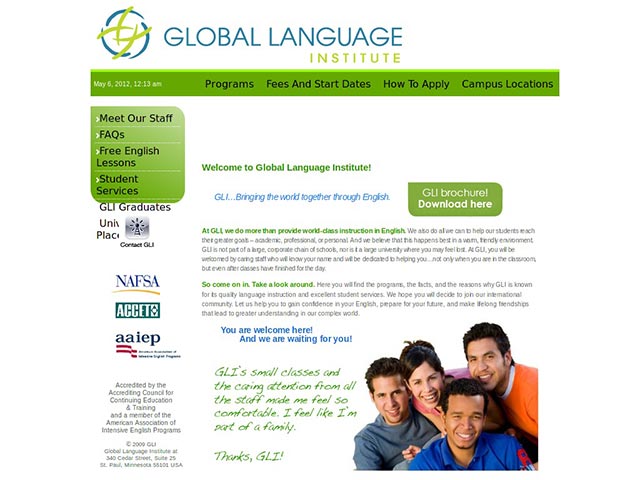 GLOBAL LANGUAGE
INSTITUTE
May 6, 2012, 12:13 am
Programs Fees And Start Dates How To Apply Campus Locations
Meet Our Staff
FAQs
Free English
Lessons
Student
Services
GLI Graduates
Univ
Place
Contact GLI
NAFSA
ACCET
aaiep
American Association of
Intensive English Programs
Accredited by the
Accrediting Council for
Continuing Education
& Training
and a member of the
American Association of
Intensive English Programs
© 2009 GLI
Global Language Institute at
340 Cedar Street, Suite 25
St. Paul, Minnesota 55101 USA
Welcome to Global Language Institute!
GLI...Bringing the world together through English.
GLI brochure!
Download here
At GLI, we do more than provide world-class instruction in English. We also do all we can to help our students reach
their greater goals – academic, professional, or personal. And we believe that this happens best in a warm, friendly environment.
GLI is not part of a large, corporate chain of schools, nor is it a large university where you may feel lost. At GLI, you will be
welcomed by caring staff who will know your name and will be dedicated to helping you…not only when you are in the classroom,
but even after classes have finished for the day.
So come on in. Take a look around. Here you will find the programs, the facts, and the reasons why GLI is known
for its quality language instruction and excellent student services. We hope you will decide to join our international
community. Let us help you to gain confidence in your English, prepare for your future, and make lifelong friendships
that lead to greater understanding in our complex world.
You are welcome here!
And we are waiting for you!
GLI's small classes and
the caring attention from all
the staff made me feel so
comfortable. I feel like I'm
part of a family.
Thanks, GLI!